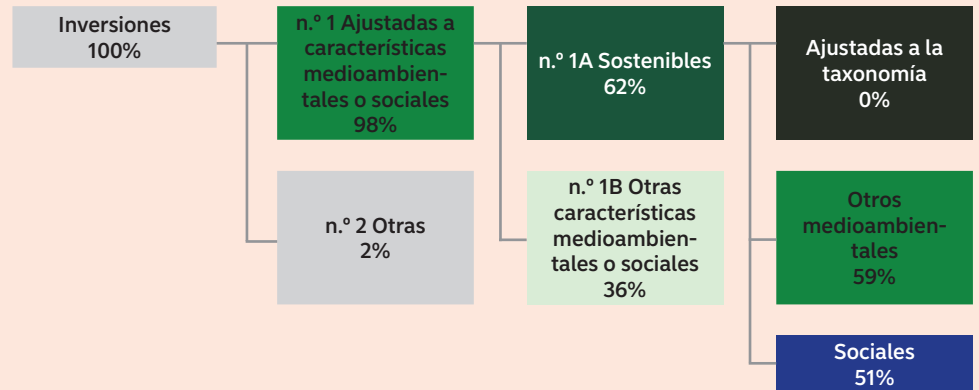 Inversiones
100%
n.º 1 Ajustadas a
características
medioambien-
tales o sociales
98%
n.º 1A Sostenibles
62%
Ajustadas a la
taxonomía
0%
n.º 2 Otras
2%
n.º 1B Otras
características
medioambien-
tales o sociales
36%
Otros
medioambien-
tales
59%
Sociales
51%